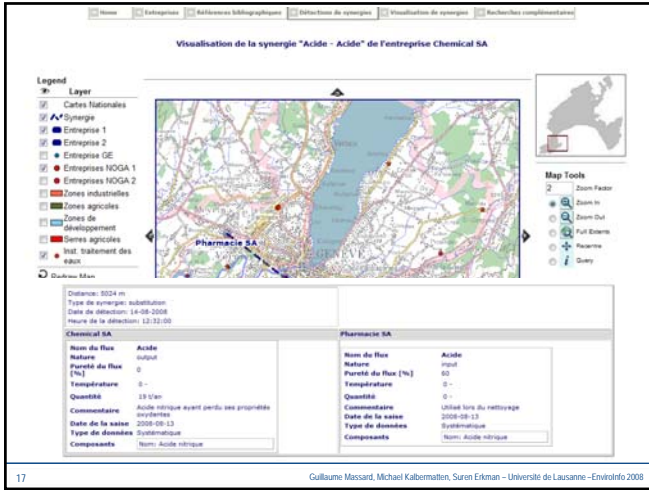 Home Entreprises Références bibliographiques Détections de synergies Visualisation de synergies Recherches complémentaires
Visualisation de la synergie "Acide - Acide" de l'entreprise Chemical SA
Legend
Layer
Cartes Nationales
Synergie
Entreprise 1
Entreprise 2
Entreprise GE
Entreprises NOGA 1
Entreprises NOGA 2
Zones industrielles
Zones agricoles
Zones de
développement
Serres agricoles
Inst. traitement des
eaux
Redraw Map
Versoix
Pharmacie SA
GENÈVE
Map Tools
2 Zoom Factor
Zoom In
Zoom Out
Full Extents
Recentre
Query
Distance: 5024 m
Type de synergie: substitution
Date de détection: 14-08-2008
Heure de la détection: 12:32:00
Chemical SA
Nom du flux Acide
Nature output
Pureté du flux
[%] 0
Température 0 -
Quantité 19 t/an
Commentaire Acide nitrique ayant perdu ses propriétés
oxydentes
Date de la saise 2008-08-13
Type de données Systématique
Composants Nom: Acide nitrique
Pharmacie SA
Nom du flux Acide
Nature input
Pureté du flux [%] 60
Température 0 -
Quantité 0 -
Commentaire Utilisé lors du nettoyage
Date de la saise 2008-08-13
Type de données Systématique
Composants Nom: Acide nitrique
17
Guillaume Massard, Michael Kalbermatten, Suren Erkman – Université de Lausanne –EnviroInfo 2008